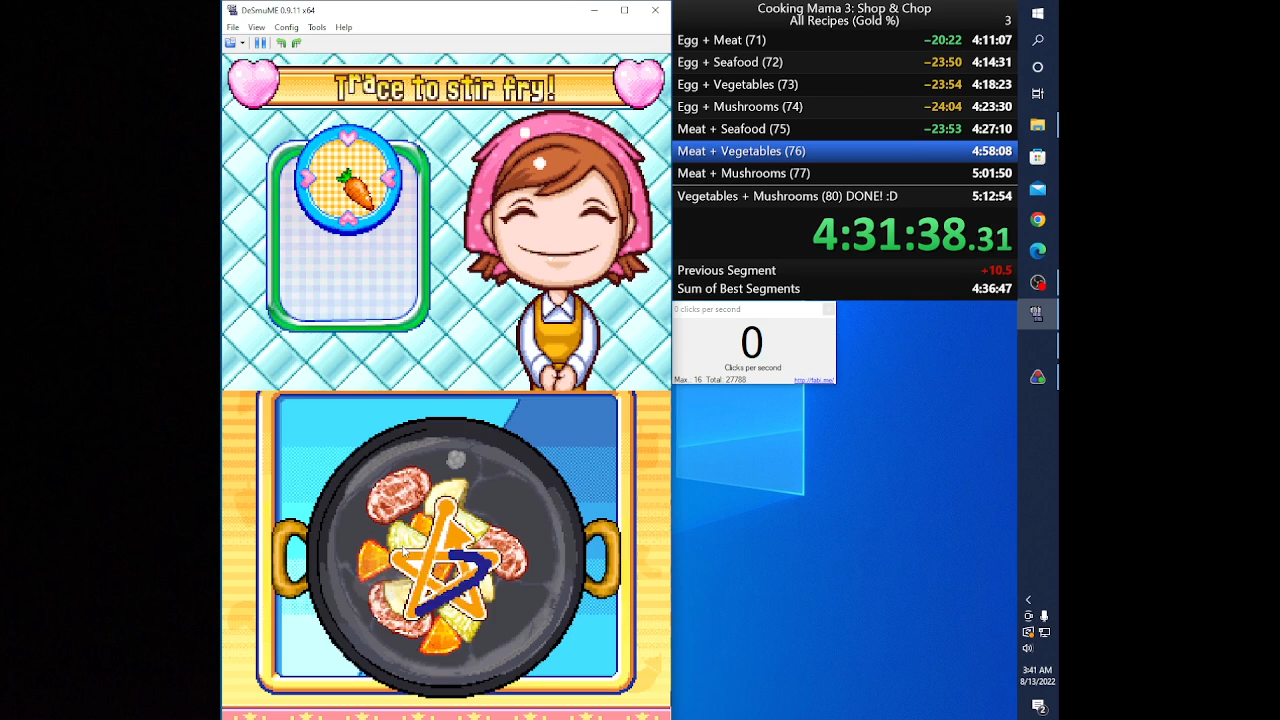 DeSmuME 0.9.11 x64
File View Config Tools Help
Trace to stir fry!
Cooking Mama 3: Shop & Chop
All Recipes (Gold %) 3
Egg + Meat (71) −20:22 4:11:07
Egg + Seafood (72) −23:50 4:14:31
Egg + Vegetables (73) −23:54 4:18:23
Egg + Mushrooms (74) −24:04 4:23:30
Meat + Seafood (75) −23:53 4:27:10
Meat + Vegetables (76) 4:58:08
Meat + Mushrooms (77) 5:01:50
Vegetables + Mushrooms (80) DONE! :D 5:12:54
4:31:38.31
Previous Segment +10.5
Sum of Best Segments 4:36:47
0 clicks per second
0
Clicks per second
Max.: 16 Total: 27788 http://fabi.me/
3:41 AM
8/13/2022
2